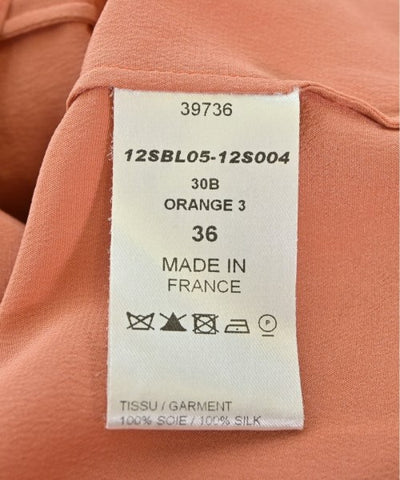 39736
12SBL05-12S004
30B
ORANGE 3
36
MADE IN
FRANCE
P
TISSU / GARMENT
100% SOIE / 100% SILK